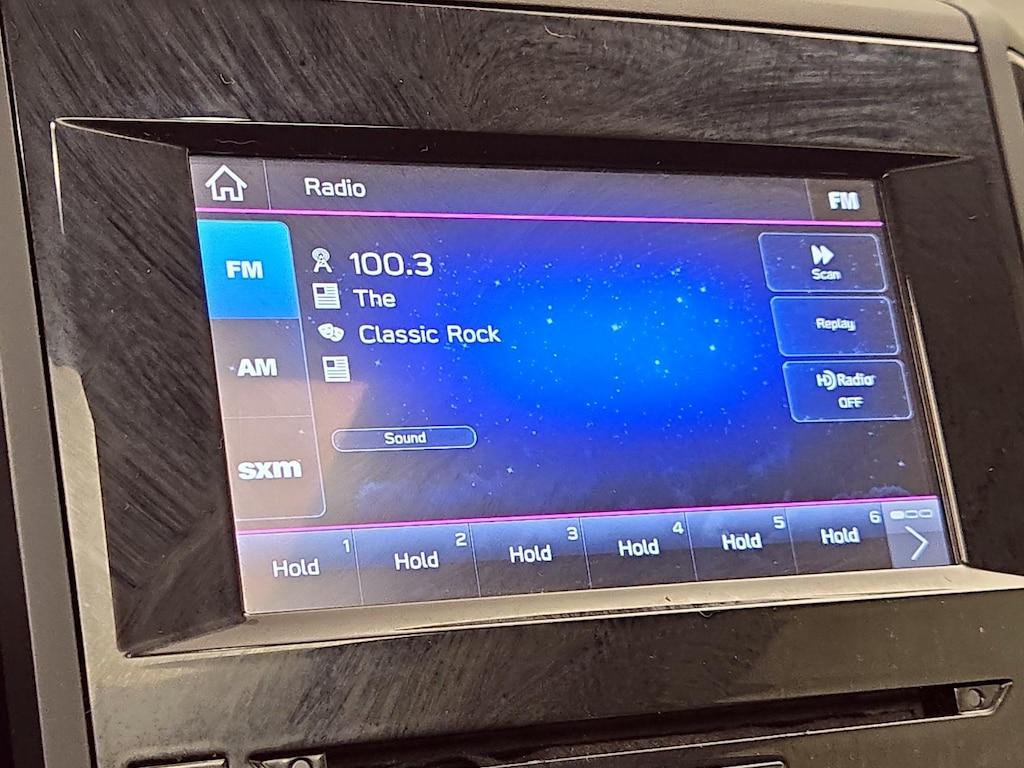 Radio
FM
FM
AM
sxm
100.3
The
Classic Rock
Sound
Scan
Replay
HD Radio
OFF
1
Hold
2
Hold
3
Hold
4
Hold
5
Hold
6
Hold